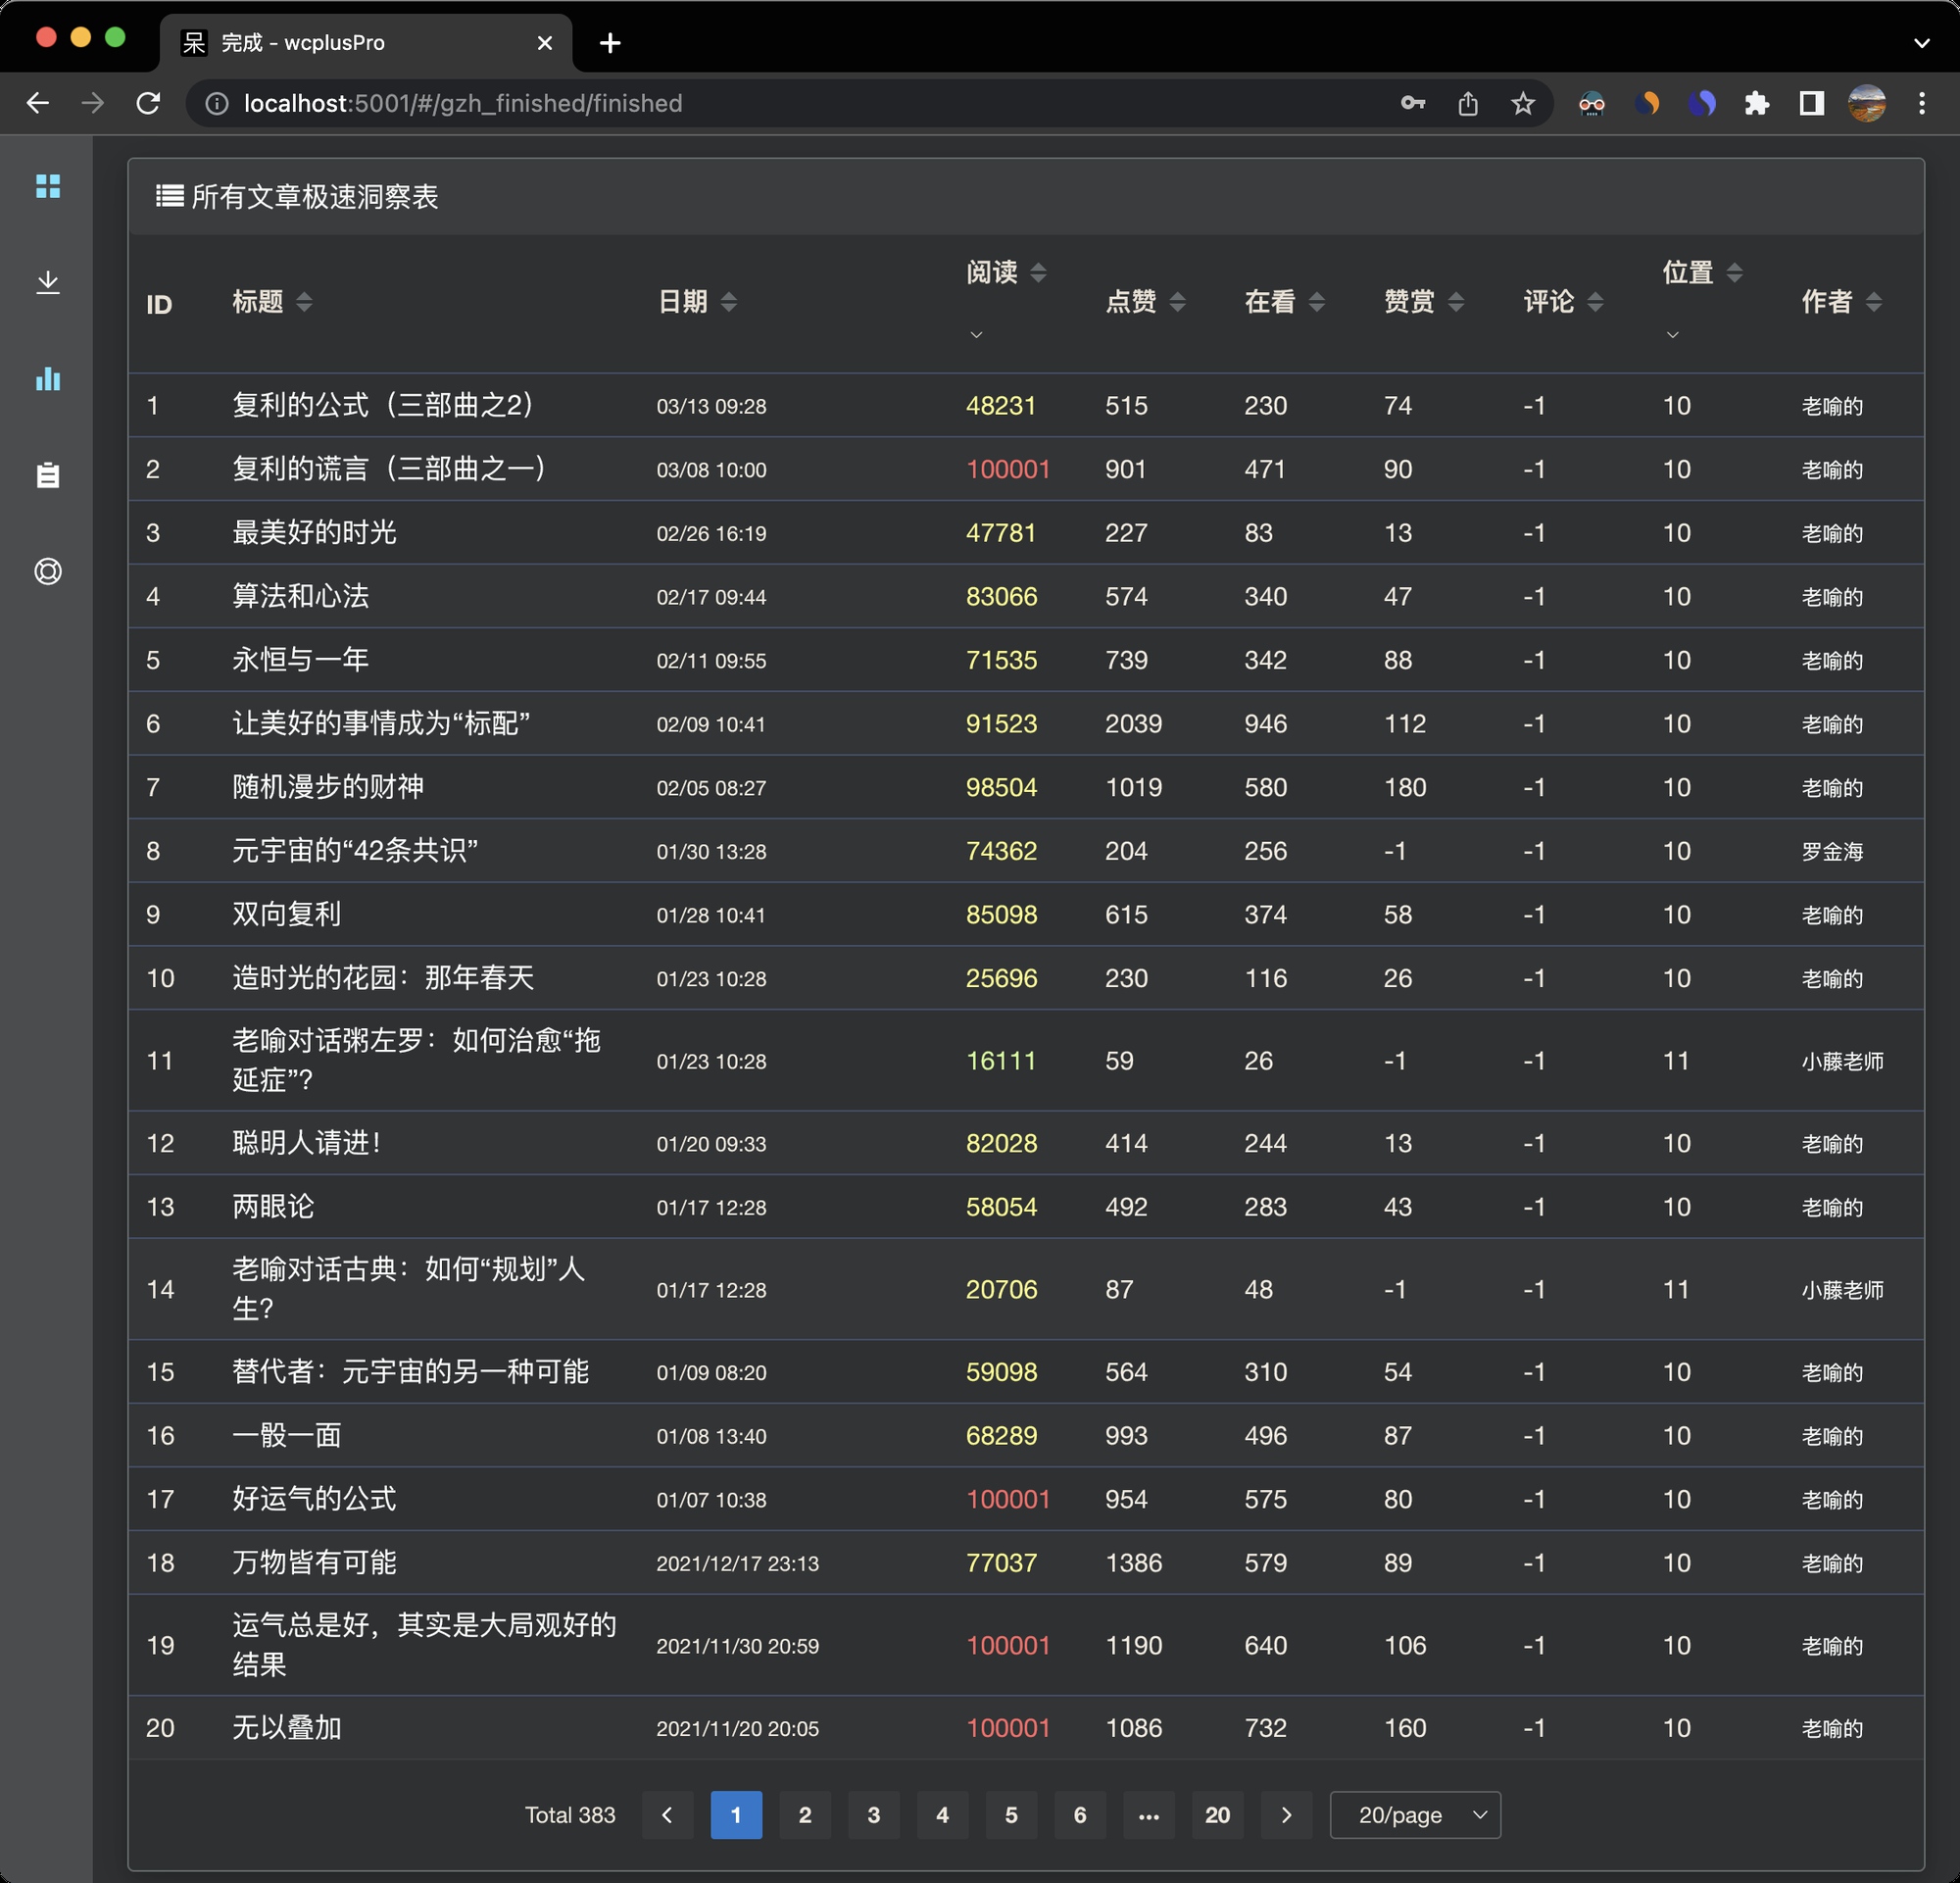 呆 完成 - wcplusPro
localhost:5001/#/gzh_finished/finished
所有文章极速洞察表
ID 标题 日期 阅读 点赞 在看 赞赏 评论 位置 作者
1 复利的公式（三部曲之2） 03/13 09:28 48231 515 230 74 -1 10 老喻的
2 复利的谎言（三部曲之一） 03/08 10:00 100001 901 471 90 -1 10 老喻的
3 最美好的时光 02/26 16:19 47781 227 83 13 -1 10 老喻的
4 算法和心法 02/17 09:44 83066 574 340 47 -1 10 老喻的
5 永恒与一年 02/11 09:55 71535 739 342 88 -1 10 老喻的
6 让美好的事情成为“标配” 02/09 10:41 91523 2039 946 112 -1 10 老喻的
7 随机漫步的财神 02/05 08:27 98504 1019 580 180 -1 10 老喻的
8 元宇宙的“42条共识” 01/30 13:28 74362 204 256 -1 -1 10 罗金海
9 双向复利 01/28 10:41 85098 615 374 58 -1 10 老喻的
10 造时光的花园：那年春天 01/23 10:28 25696 230 116 26 -1 10 老喻的
11 老喻对话粥左罗：如何治愈“拖
延症”？ 01/23 10:28 16111 59 26 -1 -1 11 小藤老师
12 聪明人请进！ 01/20 09:33 82028 414 244 13 -1 10 老喻的
13 两眼论 01/17 12:28 58054 492 283 43 -1 10 老喻的
14 老喻对话古典：如何“规划”人
生？ 01/17 12:28 20706 87 48 -1 -1 11 小藤老师
15 替代者：元宇宙的另一种可能 01/09 08:20 59098 564 310 54 -1 10 老喻的
16 一骰一面 01/08 13:40 68289 993 496 87 -1 10 老喻的
17 好运气的公式 01/07 10:38 100001 954 575 80 -1 10 老喻的
18 万物皆有可能 2021/12/17 23:13 77037 1386 579 89 -1 10 老喻的
19 运气总是好，其实是大局观好的
结果 2021/11/30 20:59 100001 1190 640 106 -1 10 老喻的
20 无以叠加 2021/11/20 20:05 100001 1086 732 160 -1 10 老喻的
Total 383 1 2 3 4 5 6 ... 20 20/page